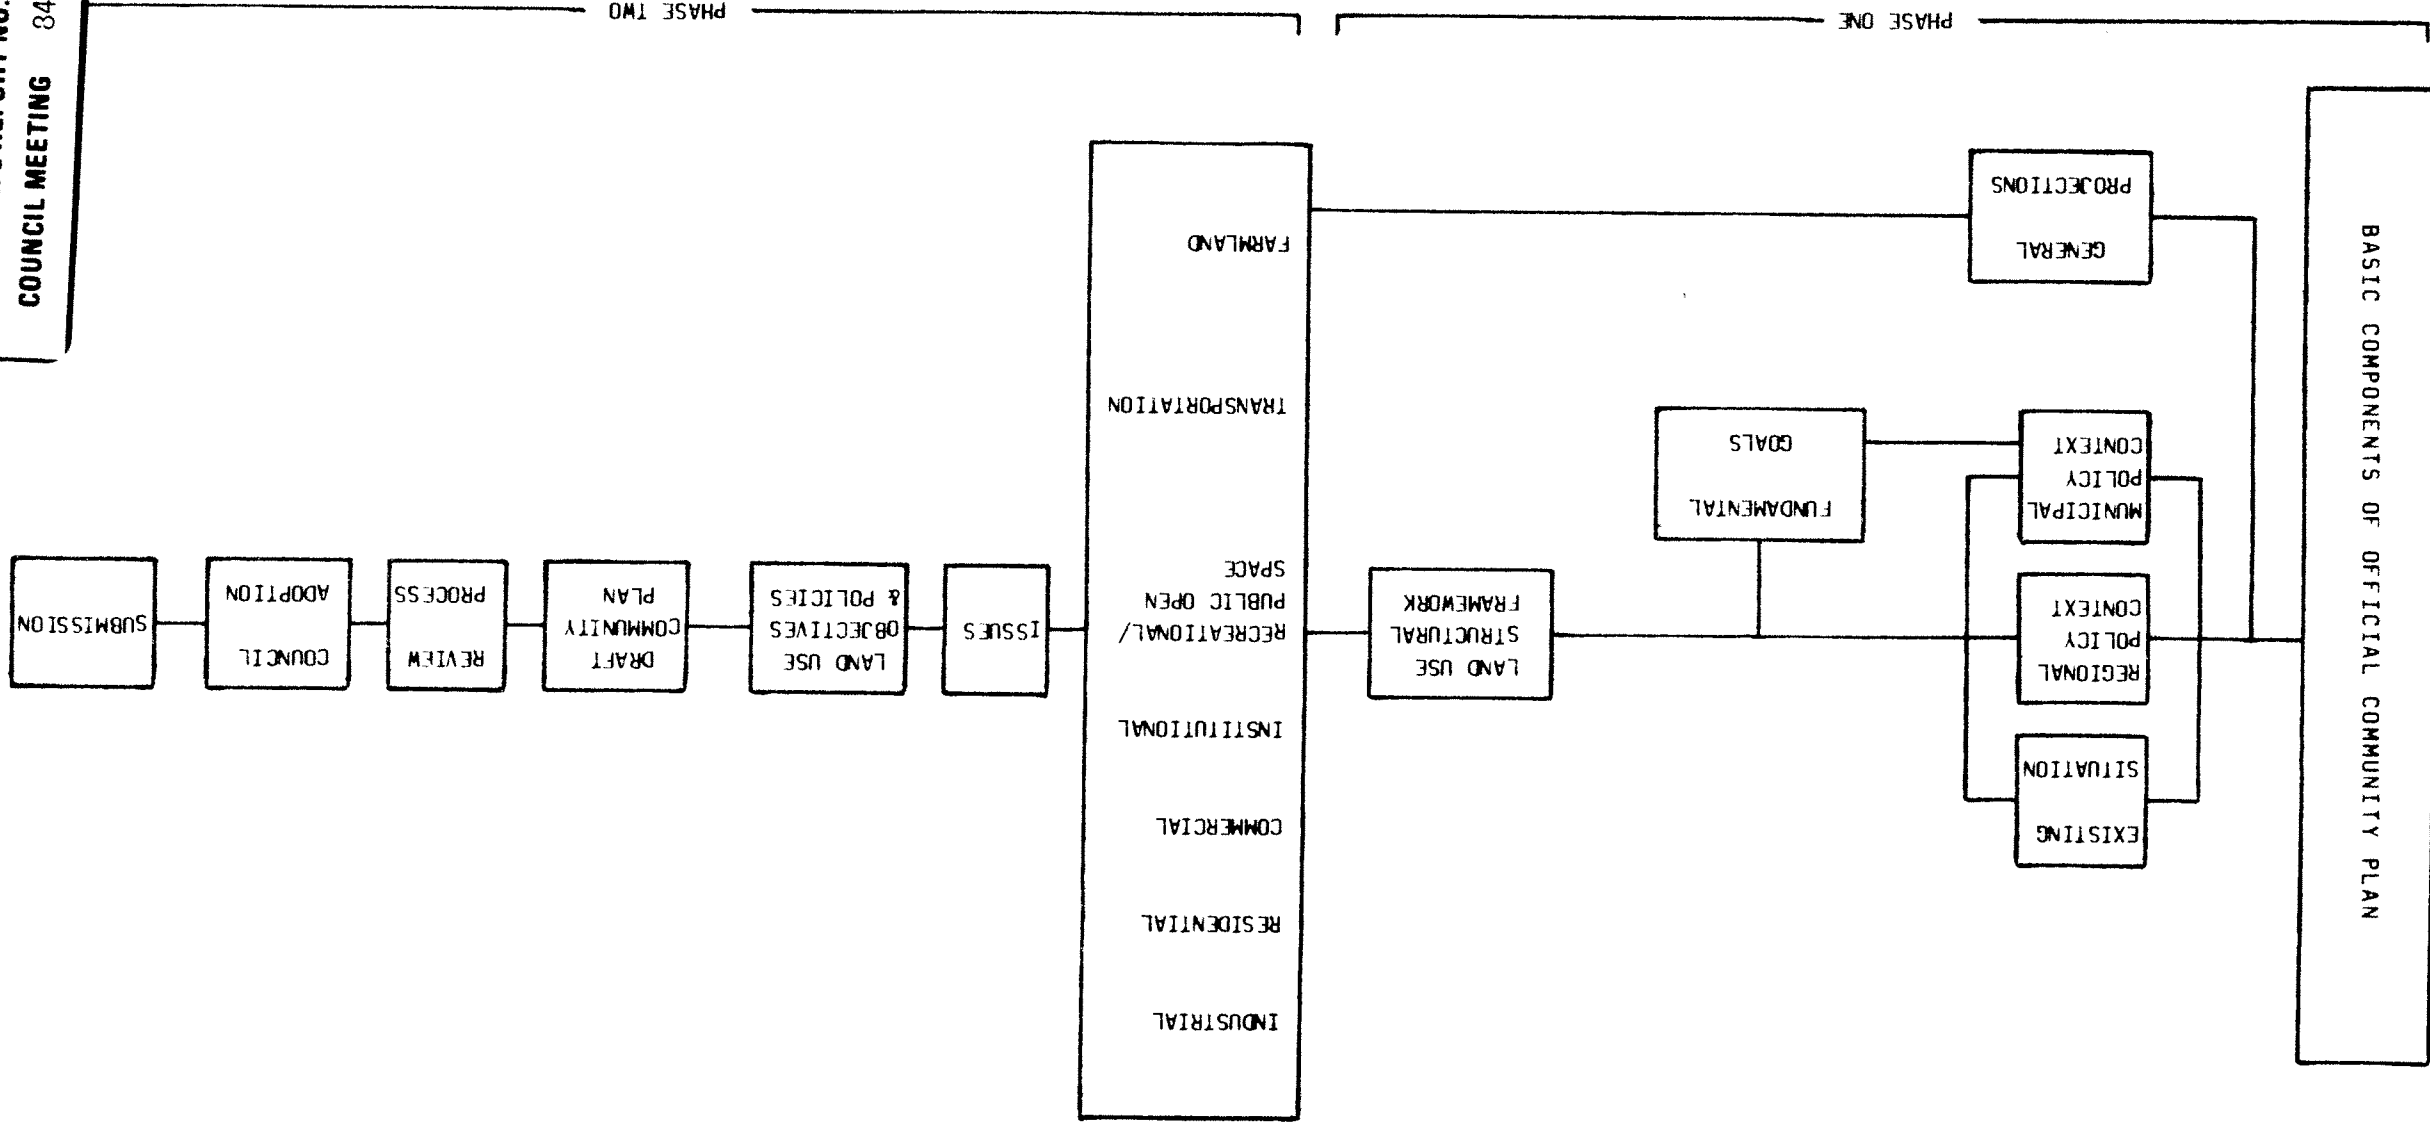 BASIC COMPONENTS OF OFFICIAL COMMUNITY PLAN
EXISTING
SITUATION
REGIONAL
POLICY
CONTEXT
MUNICIPAL
POLICY
CONTEXT
GENERAL
PROJECTIONS
FUNDAMENTAL
GOALS
LAND USE
STRUCTURAL
FRAMEWORK
INDUSTRIAL
RESIDENTIAL
COMMERCIAL
INSTITUTIONAL
RECREATIONAL/
PUBLIC OPEN
SPACE
TRANSPORTATION
FARMLAND
ISSUES
LAND USE
OBJECTIVES
& POLICIES
DRAFT
COMMUNITY
PLAN
REVIEW
PROCESS
COUNCIL
ADOPTION
SUBMISSION
PHASE ONE
PHASE TWO
COUNCIL MEETING 84